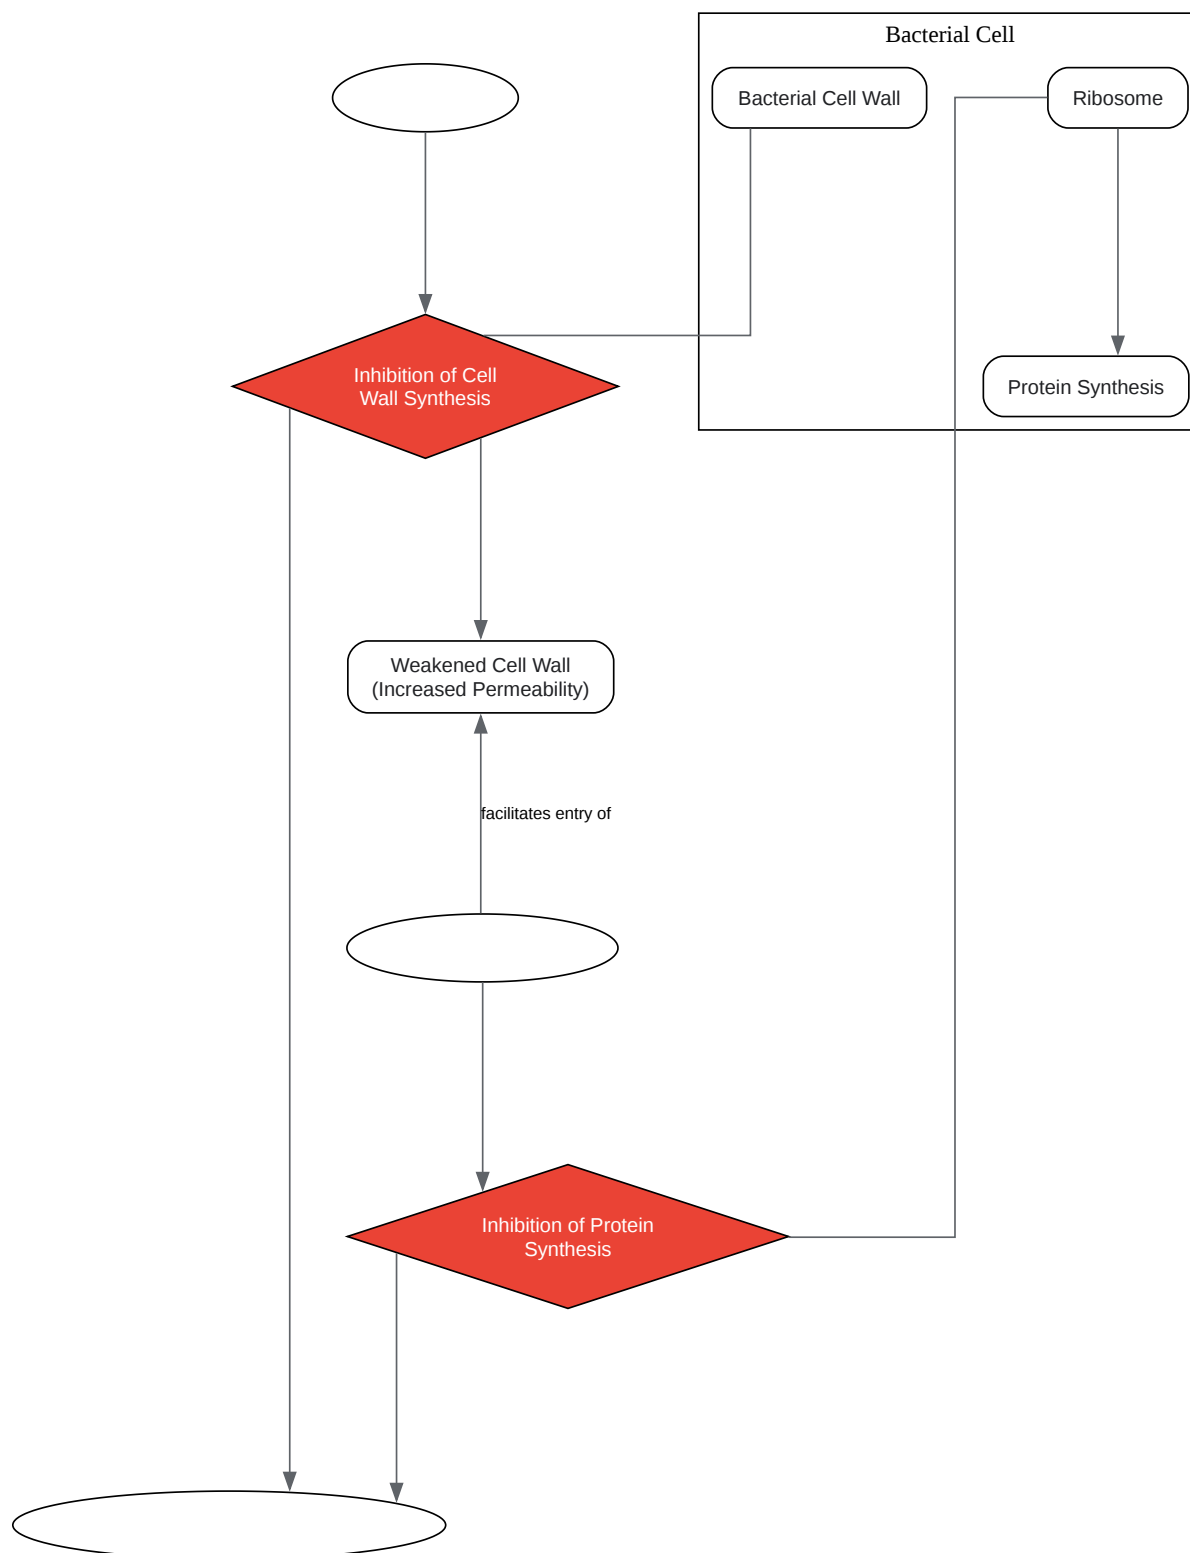 Bacterial Cell
Bacterial Cell Wall
Ribosome
Inhibition of Cell
Wall Synthesis
Protein Synthesis
Weakened Cell Wall
(Increased Permeability)
facilitates entry of
Inhibition of Protein
Synthesis